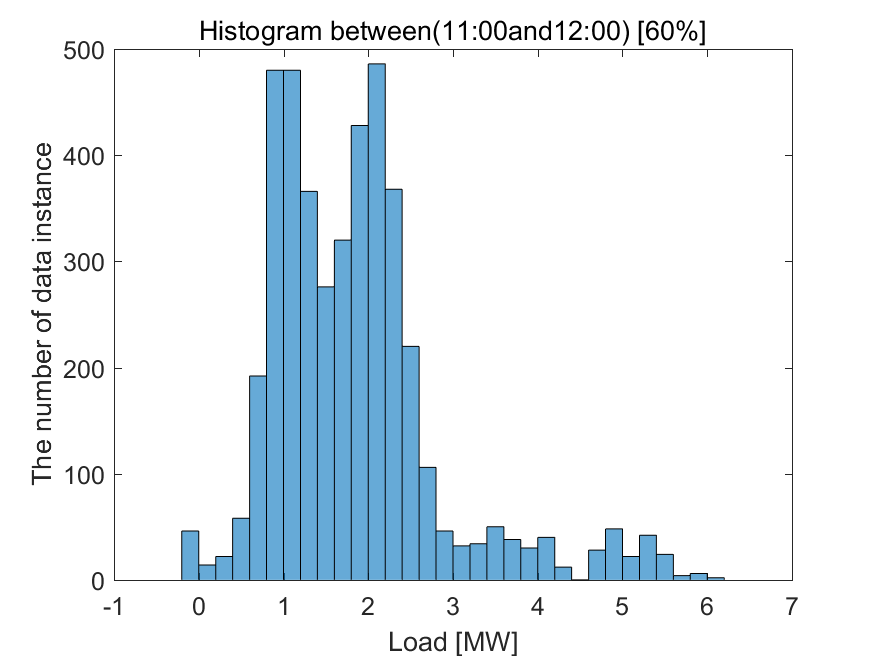 Histogram between(11:00and12:00) [60%]
500
400
300
200
100
0
The number of data instance
-1 0 1 2 3 4 5 6 7
Load [MW]